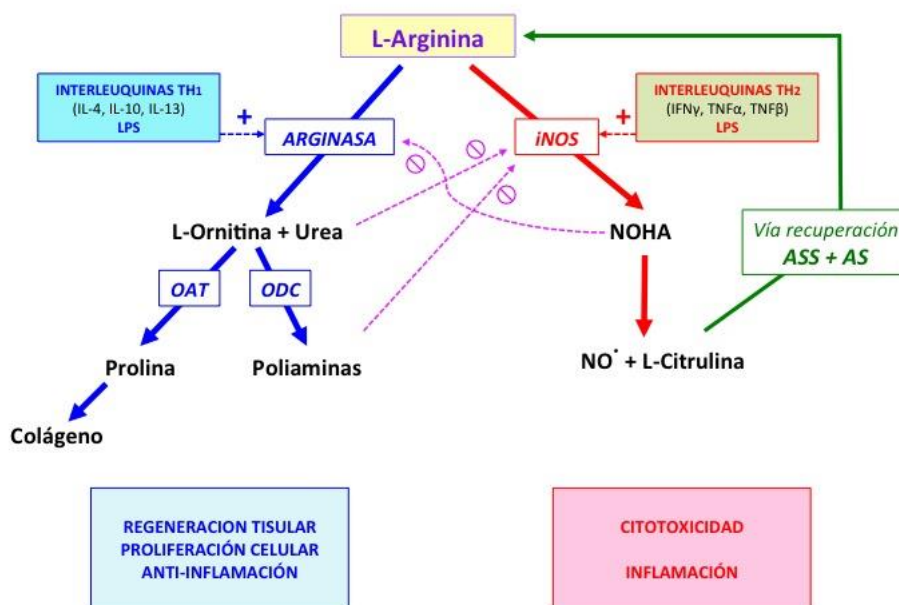 L-Arginina
INTERLEUQUINAS TH1
(IL-4, IL-10, IL-13)
LPS
+
ARGINASA
iNOS
+
INTERLEUQUINAS TH2
(IFNγ, TNFα, TNFβ)
LPS
L-Ornitina + Urea
NOHA
Vía recuperación
ASS + AS
OAT
ODC
Prolina
Poliaminas
NO· + L-Citrulina
Colágeno
REGENERACION TISULAR
PROLIFERACIÓN CELULAR
ANTI-INFLAMACIÓN
CITOTOXICIDAD
INFLAMACIÓN